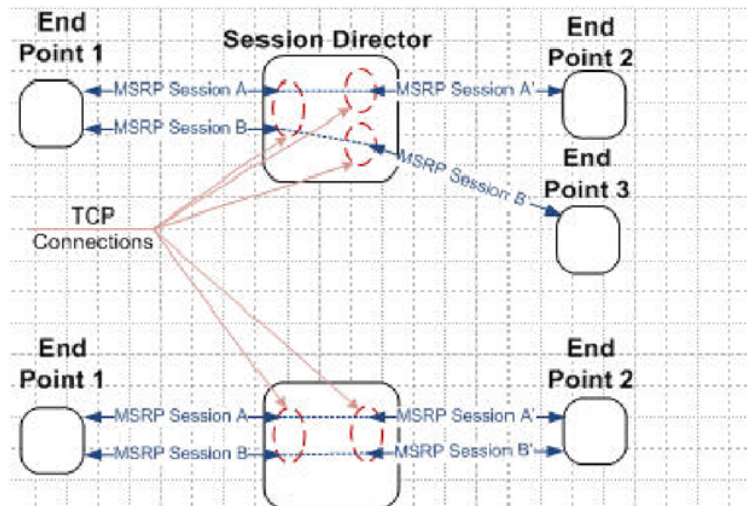 End
Point 1
Session Director
End
Point 2
MSRP Session A
MSRP Session A'
MSRP Session B
MSRP Session B'
End
Point 3
TCP
Connections
End
Point 1
End
Point 2
MSRP Session A
MSRP Session A'
MSRP Session B
MSRP Session B'